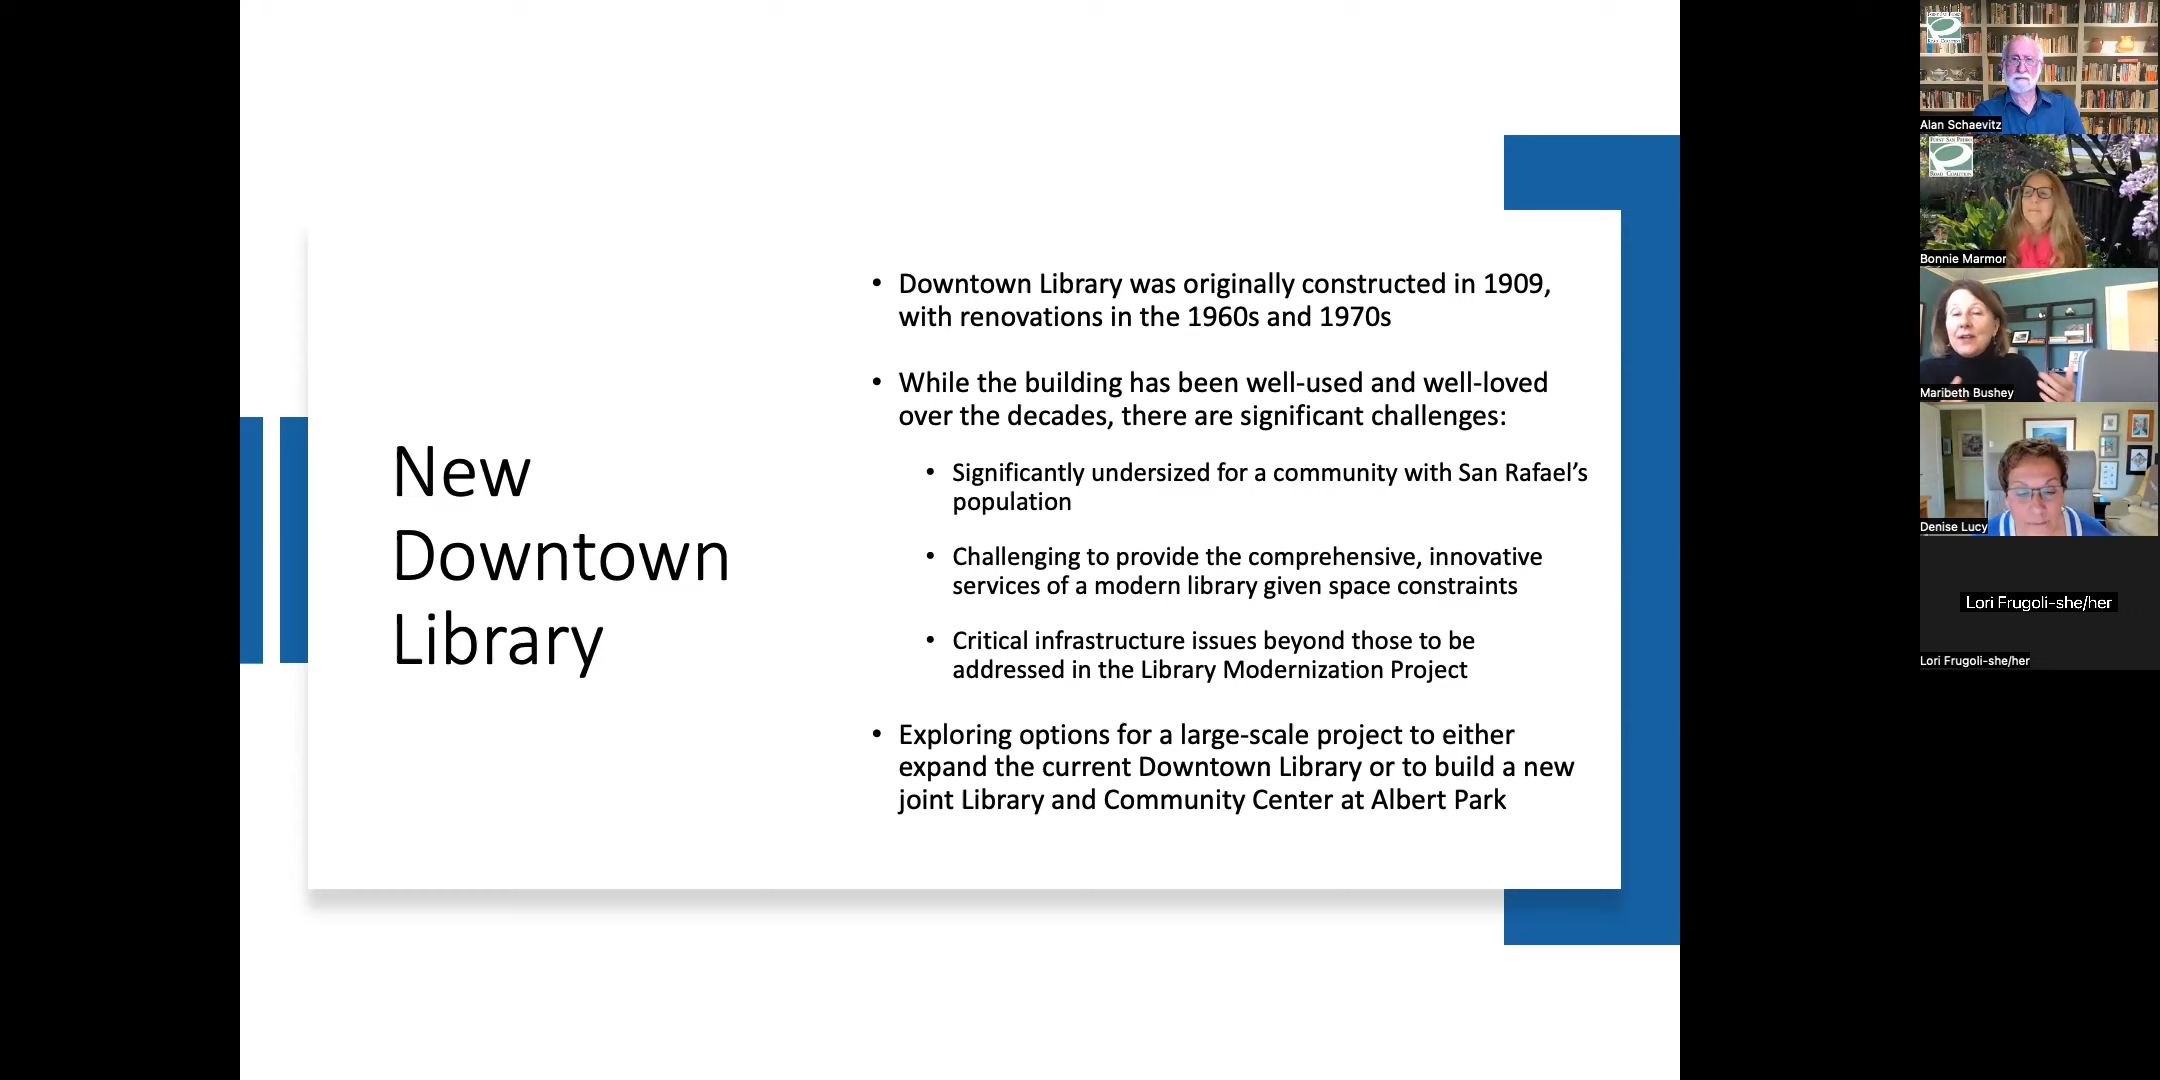 New
Downtown
Library
• Downtown Library was originally constructed in 1909,
with renovations in the 1960s and 1970s
• While the building has been well-used and well-loved
over the decades, there are significant challenges:
• Significantly undersized for a community with San Rafael’s
population
• Challenging to provide the comprehensive, innovative
services of a modern library given space constraints
• Critical infrastructure issues beyond those to be
addressed in the Library Modernization Project
• Exploring options for a large-scale project to either
expand the current Downtown Library or to build a new
joint Library and Community Center at Albert Park
Alan Schaevitz
POINT SAN PEDRO
ROAD COALITION
Bonnie Marmor
Maribeth Bushey
Denise Lucy
Lori Frugoli-she/her
Lori Frugoli-she/her